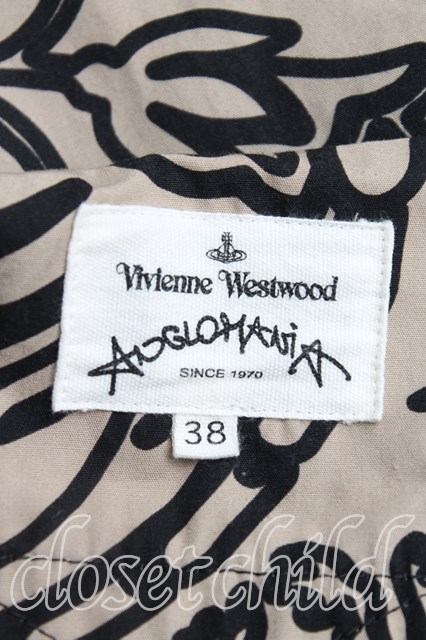 Vivienne Westwood
ANGLOMANIA
SINCE 1970
38
closet child